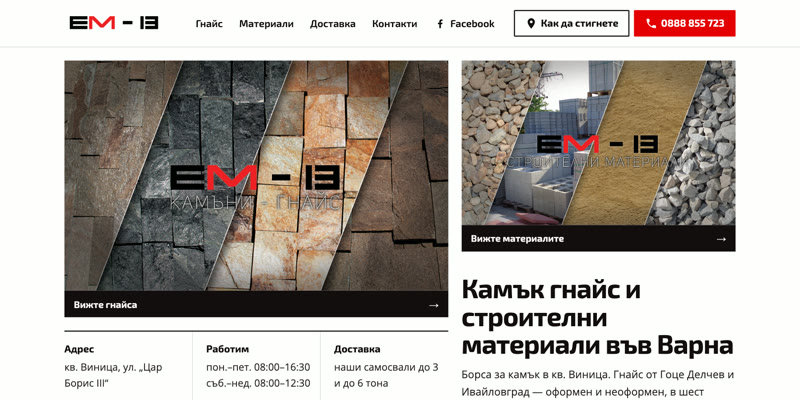 EM - 13
Гнайс
Материали
Доставка
Контакти
Facebook
Как да стигнете
0888 855 723
EM - 13
КАМЪНИ - ГНАЙС
Вижте гнайса →
EM - 13
СТРОИТЕЛНИ МАТЕРИАЛИ
Вижте материалите →
Адрес
кв. Виница, ул. „Цар
Борис III“
Работим
пон.–пет. 08:00–16:30
съб.–нед. 08:00–12:30
Доставка
наши самосвали до 3
и до 6 тона
Камък гнайс и
строителни
материали във Варна
Борса за камък в кв. Виница. Гнайс от Гоце Делчев и
Ивайловград — оформен и неоформен, в шест